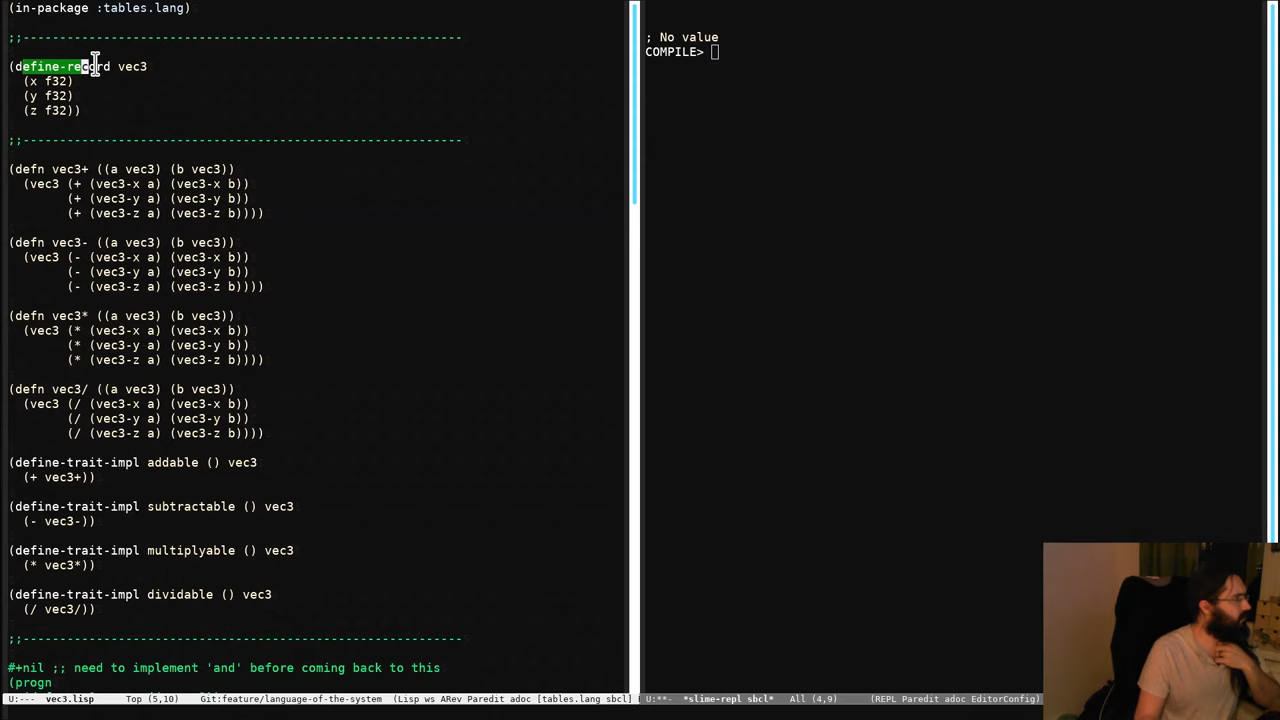 (in-package :tables.lang)
;;------------------------------------------------------------
(define-record vec3
  (x f32)
  (y f32)
  (z f32))
;;------------------------------------------------------------
(defn vec3+ ((a vec3) (b vec3))
  (vec3 (+ (vec3-x a) (vec3-x b))
        (+ (vec3-y a) (vec3-y b))
        (+ (vec3-z a) (vec3-z b))))
(defn vec3- ((a vec3) (b vec3))
  (vec3 (- (vec3-x a) (vec3-x b))
        (- (vec3-y a) (vec3-y b))
        (- (vec3-z a) (vec3-z b))))
(defn vec3* ((a vec3) (b vec3))
  (vec3 (* (vec3-x a) (vec3-x b))
        (* (vec3-y a) (vec3-y b))
        (* (vec3-z a) (vec3-z b))))
(defn vec3/ ((a vec3) (b vec3))
  (vec3 (/ (vec3-x a) (vec3-x b))
        (/ (vec3-y a) (vec3-y b))
        (/ (vec3-z a) (vec3-z b))))
(define-trait-impl addable () vec3
  (+ vec3+))
(define-trait-impl subtractable () vec3
  (- vec3-))
(define-trait-impl multiplyable () vec3
  (* vec3*))
(define-trait-impl dividable () vec3
  (/ vec3/))
;;------------------------------------------------------------
#+nil ;; need to implement 'and' before coming back to this
(progn
U:---  vec3.lisp      Top (5,10)     Git:feature/language-of-the-system  (Lisp ws ARev Paredit adoc [tables.lang sbcl]
; No value
COMPILE>
U:**-  *slime-repl sbcl*   All (4,9)      (REPL Paredit adoc EditorConfig)